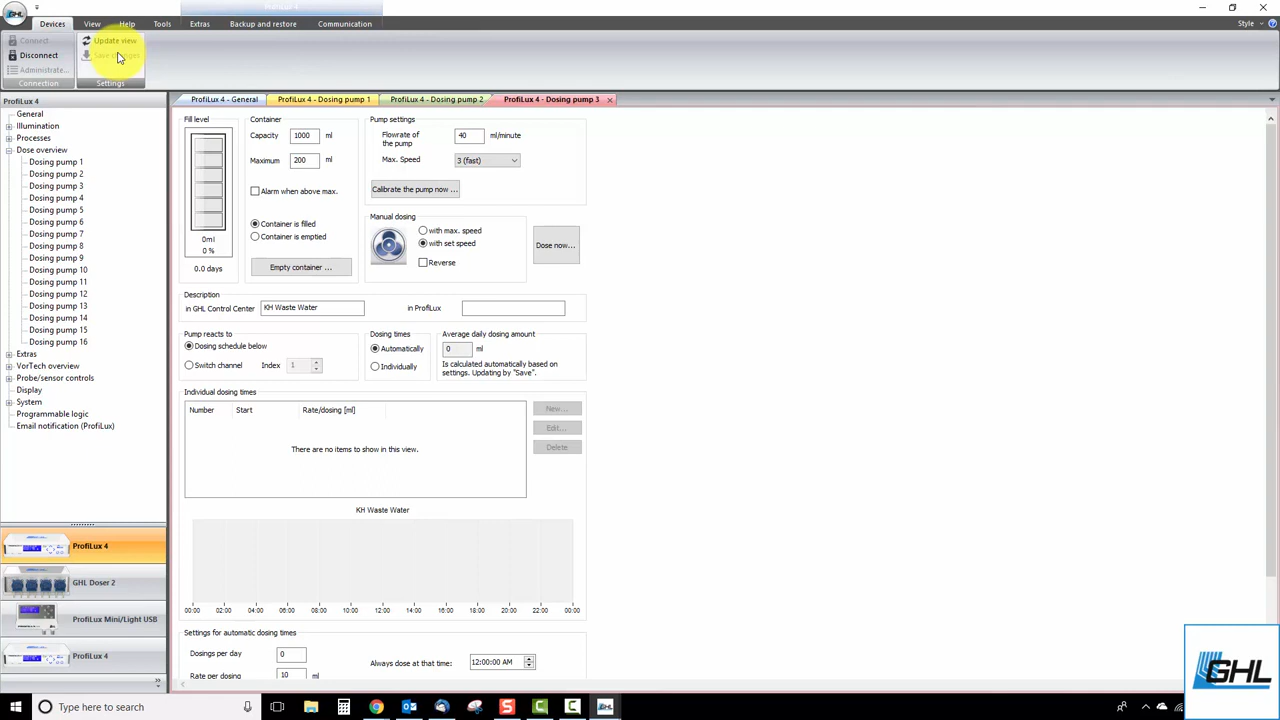 ProfiLux 4
Devices View Help Tools Extras Backup and restore Communication Style
Connect Update view
Disconnect Save changes
Administrate...
Connection Settings
ProfiLux 4
General
Illumination
Processes
Dose overview
Dosing pump 1
Dosing pump 2
Dosing pump 3
Dosing pump 4
Dosing pump 5
Dosing pump 6
Dosing pump 7
Dosing pump 8
Dosing pump 9
Dosing pump 10
Dosing pump 11
Dosing pump 12
Dosing pump 13
Dosing pump 14
Dosing pump 15
Dosing pump 16
Extras
VorTech overview
Probe/sensor controls
Display
System
Programmable logic
Email notification (ProfiLux)
ProfiLux 4
GHL Doser 2
ProfiLux Mini/Light USB
ProfiLux 4
ProfiLux 4 - General ProfiLux 4 - Dosing pump 1 ProfiLux 4 - Dosing pump 2 ProfiLux 4 - Dosing pump 3
Fill level
0ml
0 %
0.0 days
Container
Capacity 1000 ml
Maximum 200 ml
Alarm when above max.
Container is filled
Container is emptied
Empty container ...
Pump settings
Flowrate of the pump 40 ml/minute
Max. Speed 3 (fast)
Calibrate the pump now ...
Manual dosing
with max. speed
with set speed
Reverse
Dose now...
Description
in GHL Control Center KH Waste Water in ProfiLux
Pump reacts to
Dosing schedule below
Switch channel Index 1
Dosing times
Automatically
Individually
Average daily dosing amount
0 ml
Is calculated automatically based on
settings. Updating by "Save".
Individual dosing times
Number Start Rate/dosing [ml]
There are no items to show in this view.
New...
Edit...
Delete
KH Waste Water
00:00 02:00 04:00 06:00 08:00 10:00 12:00 14:00 16:00 18:00 20:00 22:00 00:00
Settings for automatic dosing times
Dosings per day 0 Always dose at that time: 12:00:00 AM
Rate per dosing 10 ml
GHL
Type here to search